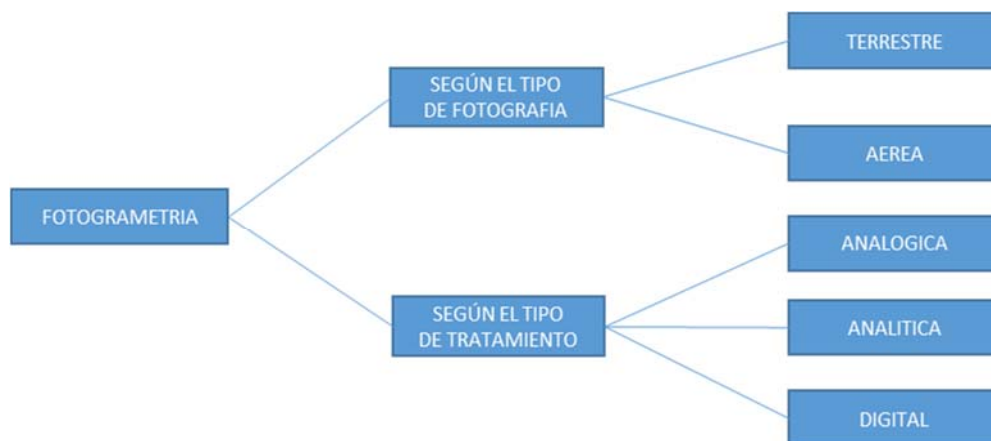 FOTOGRAMETRIA
SEGÚN EL TIPO
DE FOTOGRAFIA
TERRESTRE
AEREA
SEGÚN EL TIPO
DE TRATAMIENTO
ANALOGICA
ANALITICA
DIGITAL